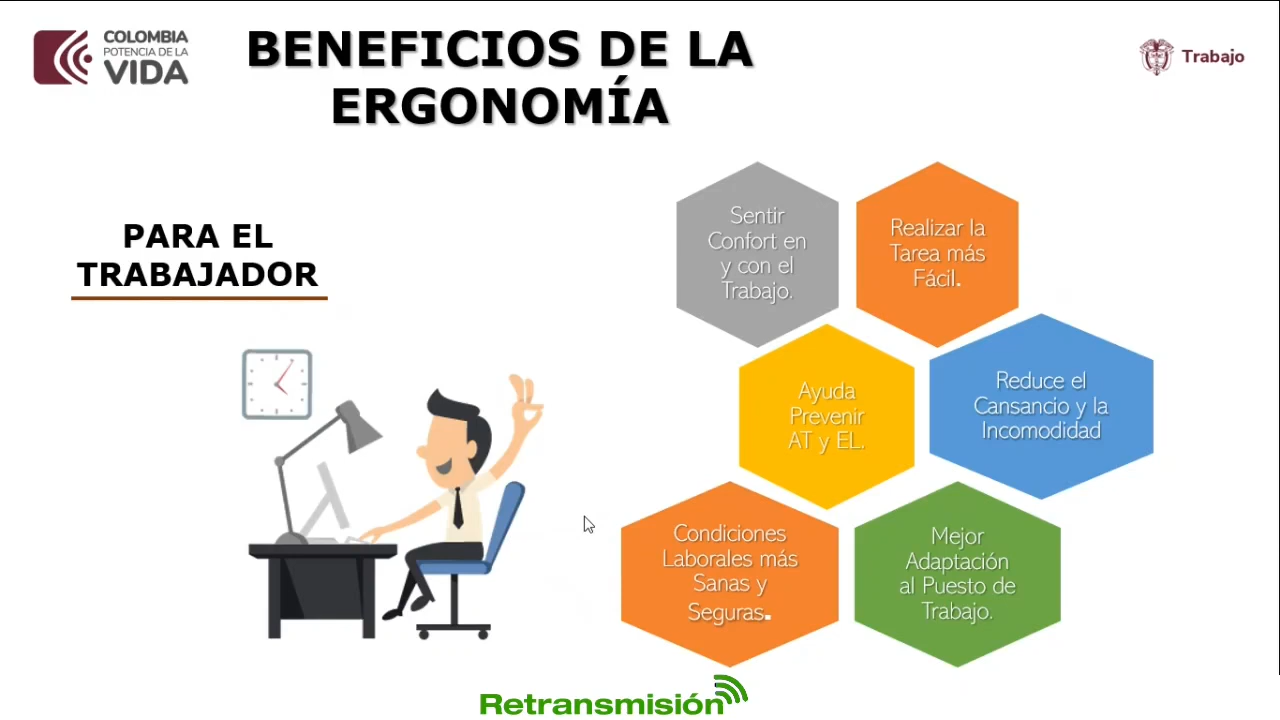 COLOMBIA
POTENCIA DE LA
VIDA
BENEFICIOS DE LA
ERGONOMÍA
Trabajo
PARA EL
TRABAJADOR
Sentir
Confort en
y con el
Trabajo.
Realizar la
Tarea más
Fácil.
Ayuda
Prevenir
AT y EL.
Reduce el
Cansancio y la
Incomodidad
Condiciones
Laborales más
Sanas y
Seguras.
Mejor
Adaptación
al Puesto de
Trabajo.
Retransmisión